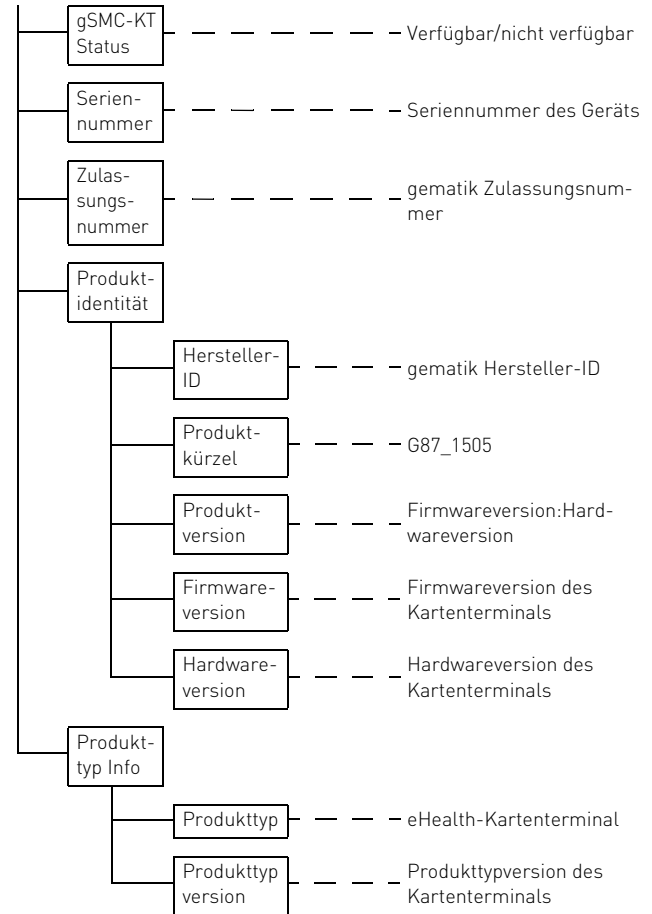 gSMC-KT
Status
Verfügbar/nicht verfügbar
Serien-
nummer
Seriennummer des Geräts
Zulas-
sungs-
nummer
gematik Zulassungsnum-
mer
Produkt-
identität
Hersteller-
ID
gematik Hersteller-ID
Produkt-
kürzel
G87_1505
Produkt-
version
Firmwareversion:Hard-
wareversion
Firmware-
version
Firmwareversion des
Kartenterminals
Hardware-
version
Hardwareversion des
Kartenterminals
Produkt-
typ Info
Produkttyp
eHealth-Kartenterminal
Produkttyp
version
Produkttypversion des
Kartenterminals